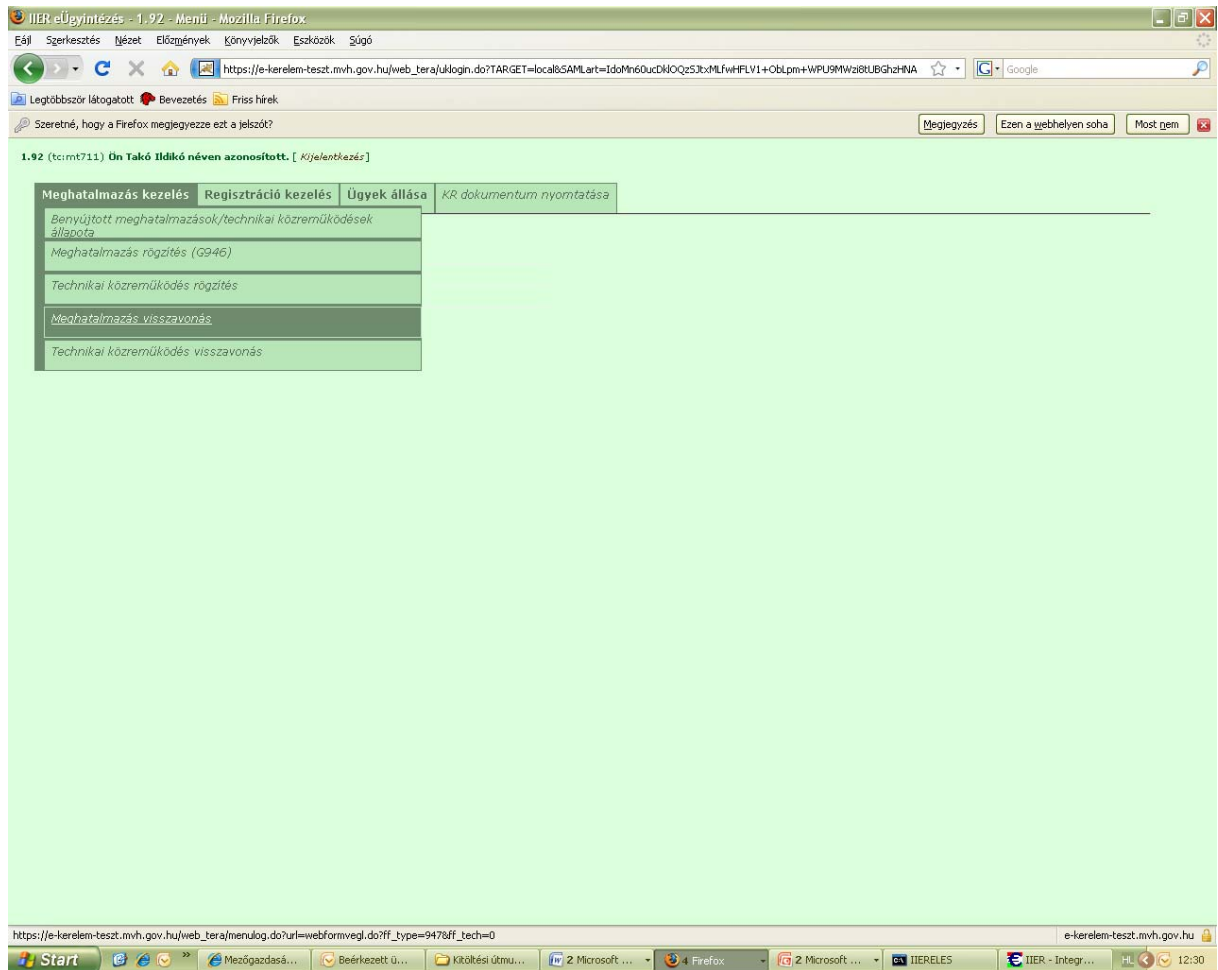 IIER eÜgyintézés - 1.92 - Menü - Mozilla Firefox
Fájl Szerkesztés Nézet Előzmények Könyvjelzők Eszközök Súgó
https://e-kerelem-teszt.mvh.gov.hu/web_tera/uklogin.do?TARGET=local&SAMLart=
Google
Legtöbbször látogatott Bevezetés Friss hírek
Szeretné, hogy a Firefox megjegyezze ezt a jelszót? Megjegyzés Ezen a webhelyen soha Most nem
1.92 (tc:rnt711) Ön Takó Ildikó néven azonosított. [ Kijelentkezés]
Meghatalmazás kezelés Regisztráció kezelés Ügyek állása KR dokumentum nyomtatása
Benyújtott meghatalmazások/technikai közreműködések
állapota
Meghatalmazás rögzítés (G946)
Technikai közreműködés rögzítés
Meghatalmazás visszavonás
Technikai közreműködés visszavonás
https://e-kerelem-teszt.mvh.gov.hu/web_tera/menulog.do?url=webformvegl.do?ff_type=947&ff_tech=0 e-kerelem-teszt.mvh.gov.hu
Start » Mezőgazdasá... Beérkezett ü... Kitöltési útmu... 2 Microsoft ... 4 Firefox 2 Microsoft ... IIERELES IIER - Integr... HL 12:30